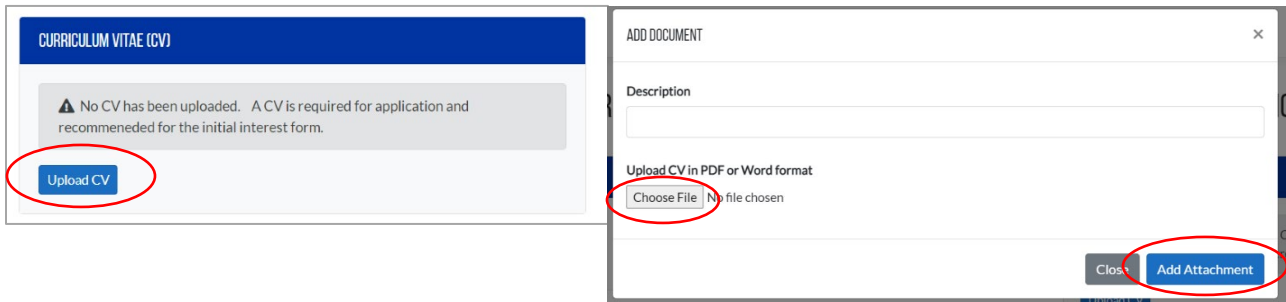 CURRICULUM VITAE (CV)
No CV has been uploaded. A CV is required for application and
recommeneded for the initial interest form.
Upload CV
ADD DOCUMENT
×
Description
Upload CV in PDF or Word format
Choose File No file chosen
Close Add Attachment